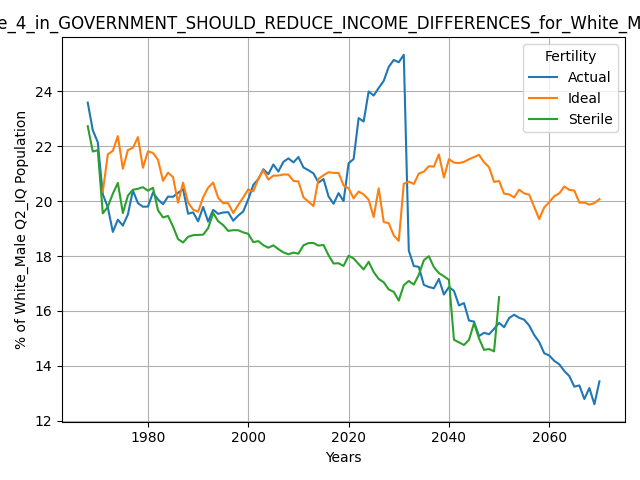 e_4_in_GOVERNMENT_SHOULD_REDUCE_INCOME_DIFFERENCES_for_White_M
Fertility
Actual
Ideal
Sterile
% of White_Male Q2_IQ Population
24
22
20
18
16
14
12
1980
2000
2020
2040
2060
Years